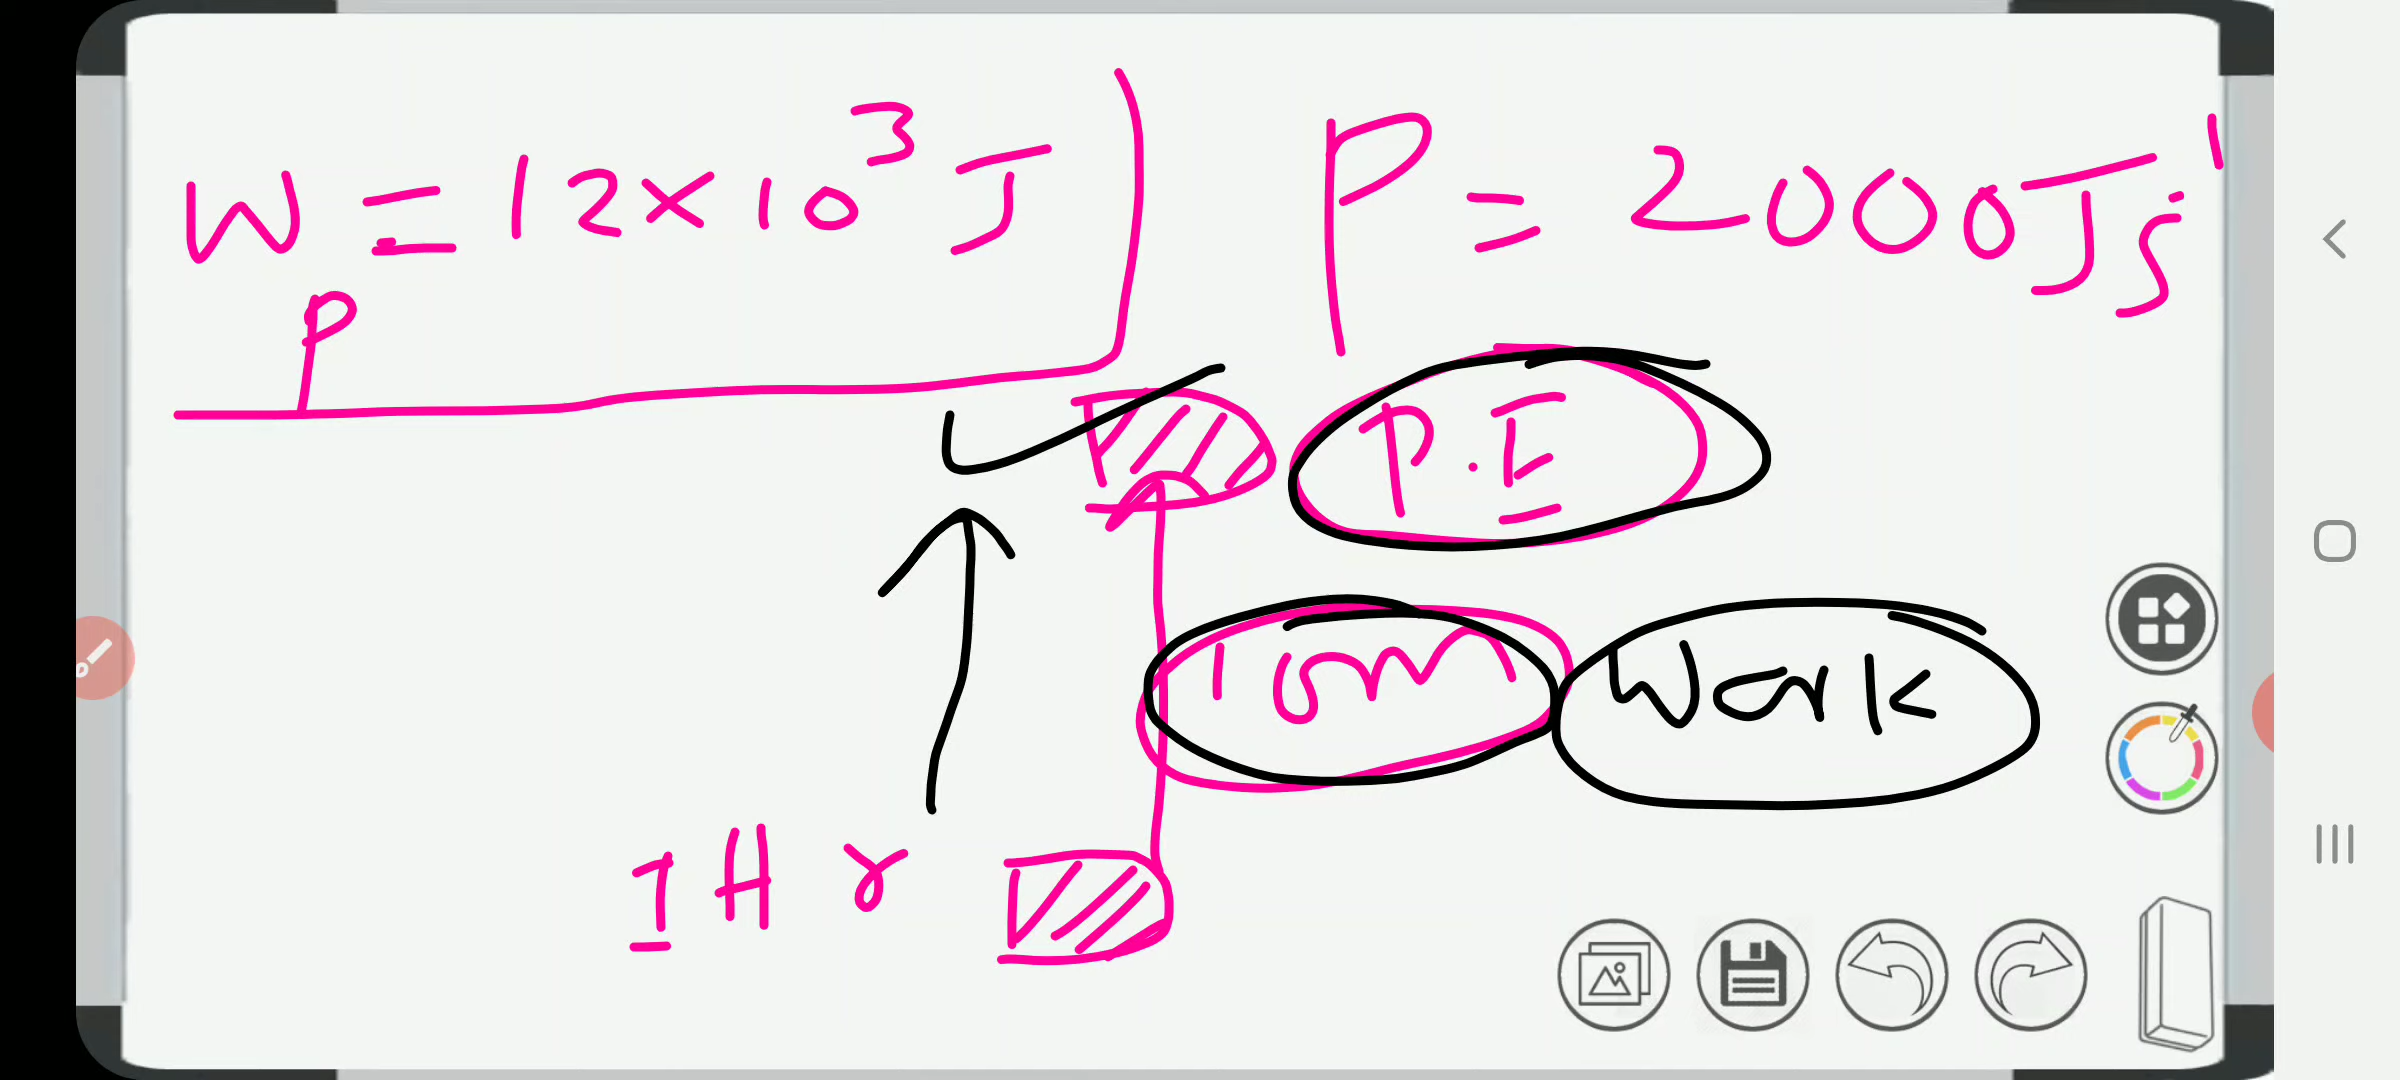 W = 12×10³ J
P = 2000 Js⁻¹
P
P.E
10m
Work
1 Hr